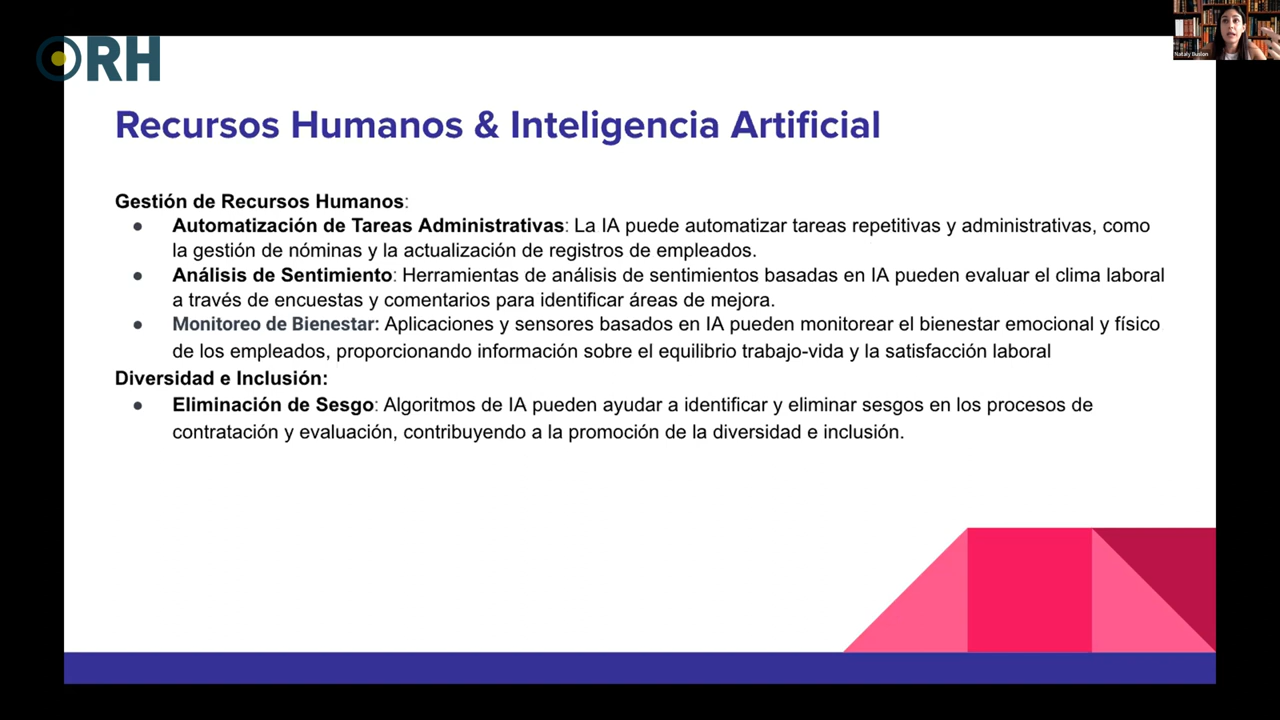 ORH
Nataly Buslón
Recursos Humanos & Inteligencia Artificial
Gestión de Recursos Humanos:
● Automatización de Tareas Administrativas: La IA puede automatizar tareas repetitivas y administrativas, como
la gestión de nóminas y la actualización de registros de empleados.
● Análisis de Sentimiento: Herramientas de análisis de sentimientos basadas en IA pueden evaluar el clima laboral
a través de encuestas y comentarios para identificar áreas de mejora.
● Monitoreo de Bienestar: Aplicaciones y sensores basados en IA pueden monitorear el bienestar emocional y físico
de los empleados, proporcionando información sobre el equilibrio trabajo-vida y la satisfacción laboral
Diversidad e Inclusión:
● Eliminación de Sesgo: Algoritmos de IA pueden ayudar a identificar y eliminar sesgos en los procesos de
contratación y evaluación, contribuyendo a la promoción de la diversidad e inclusión.